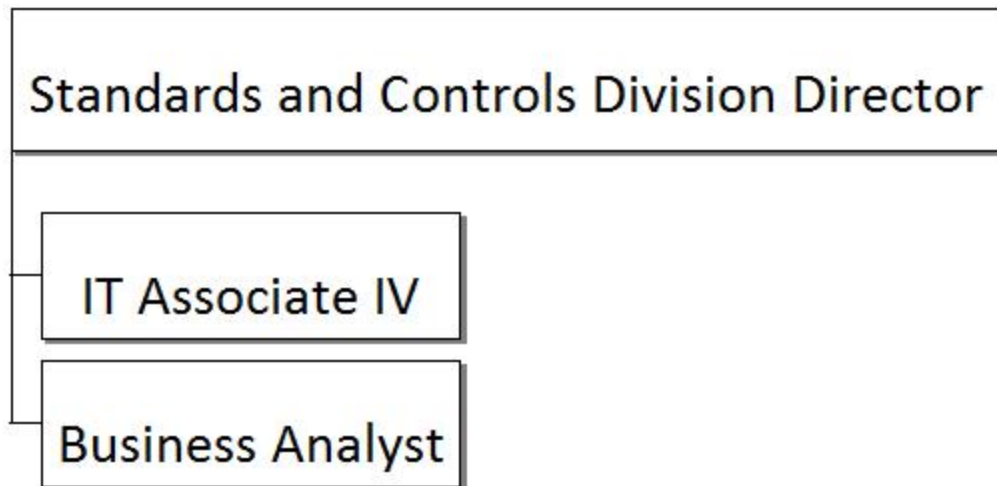 Standards and Controls Division Director
IT Associate IV
Business Analyst